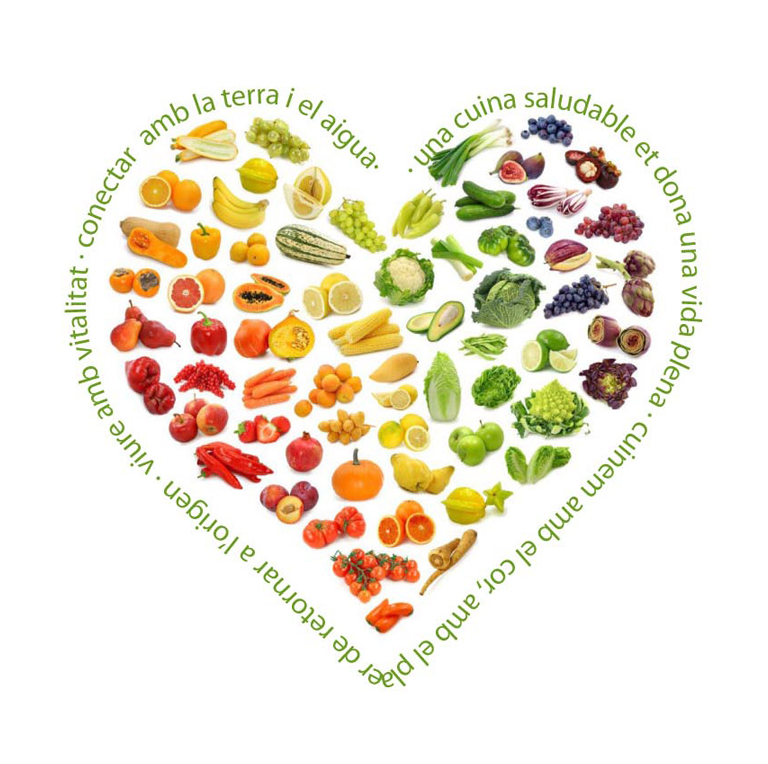 · una cuina saludable et dona una vida plena · cuinem amb el cor, amb el plaer de retornar a l'origen · viure amb vitalitat · conectar amb la terra i el aigua·